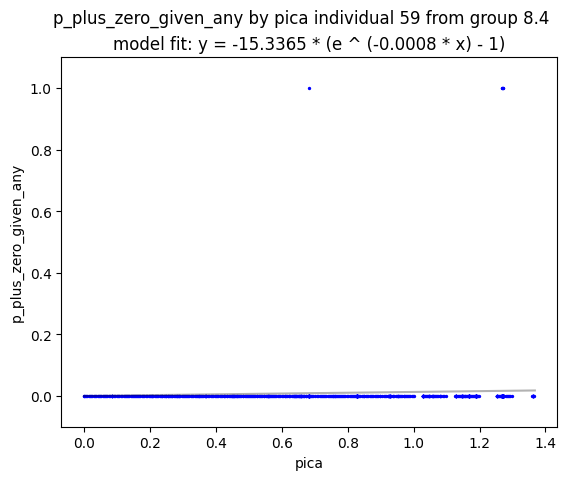 p_plus_zero_given_any by pica individual 59 from group 8.4
model fit: y = -15.3365 * (e ^ (-0.0008 * x) - 1)
1.0
0.8
0.6
0.4
0.2
0.0
p_plus_zero_given_any
0.0 0.2 0.4 0.6 0.8 1.0 1.2 1.4
pica